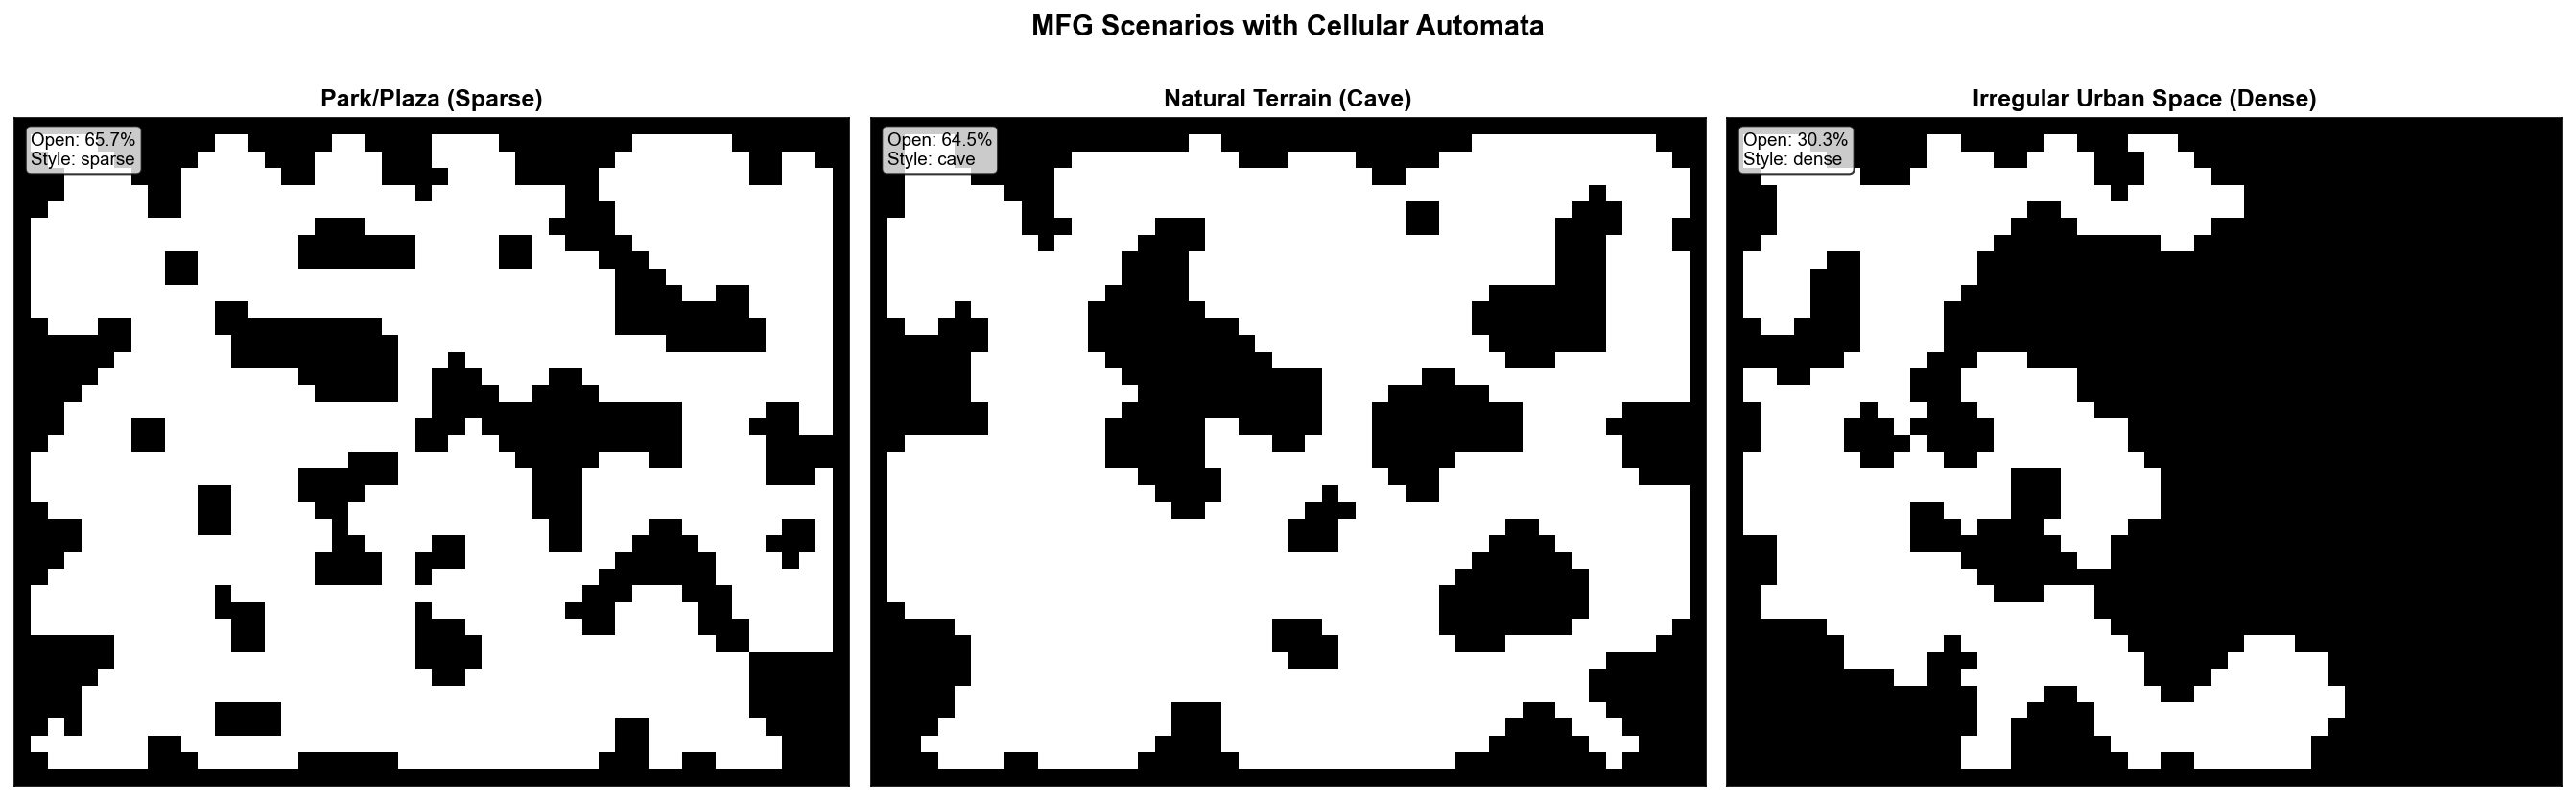 MFG Scenarios with Cellular Automata
Park/Plaza (Sparse)
Open: 65.7%
Style: sparse
Natural Terrain (Cave)
Open: 64.5%
Style: cave
Irregular Urban Space (Dense)
Open: 30.3%
Style: dense